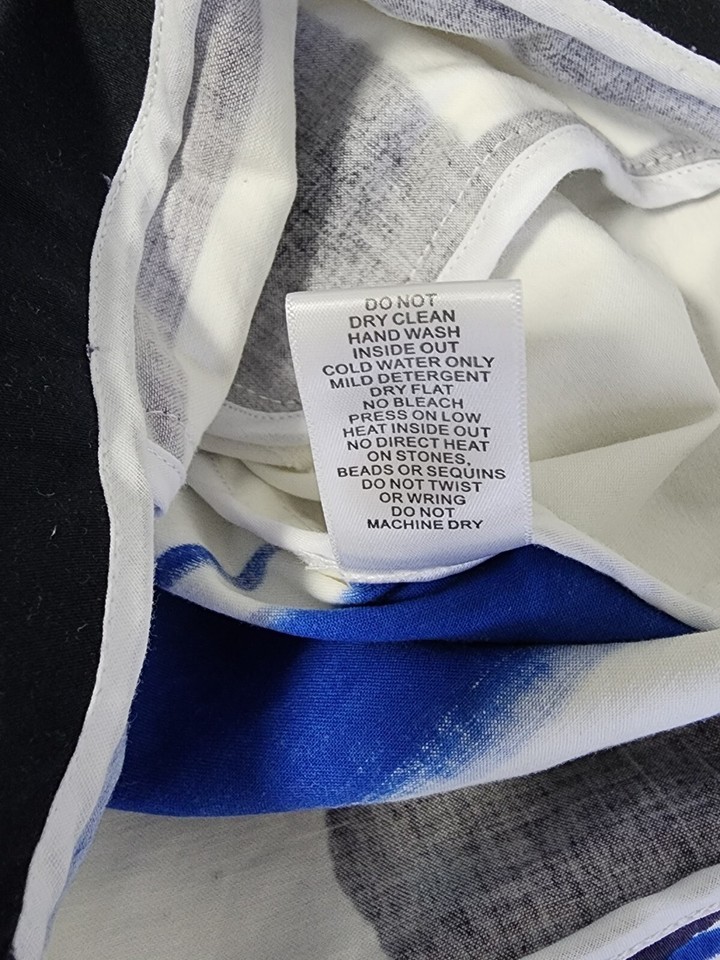 DO NOT
DRY CLEAN
HAND WASH
INSIDE OUT
COLD WATER ONLY
MILD DETERGENT
DRY FLAT
NO BLEACH
PRESS ON LOW
HEAT INSIDE OUT
NO DIRECT HEAT
ON STONES,
BEADS OR SEQUINS
DO NOT TWIST
OR WRING
DO NOT
MACHINE DRY